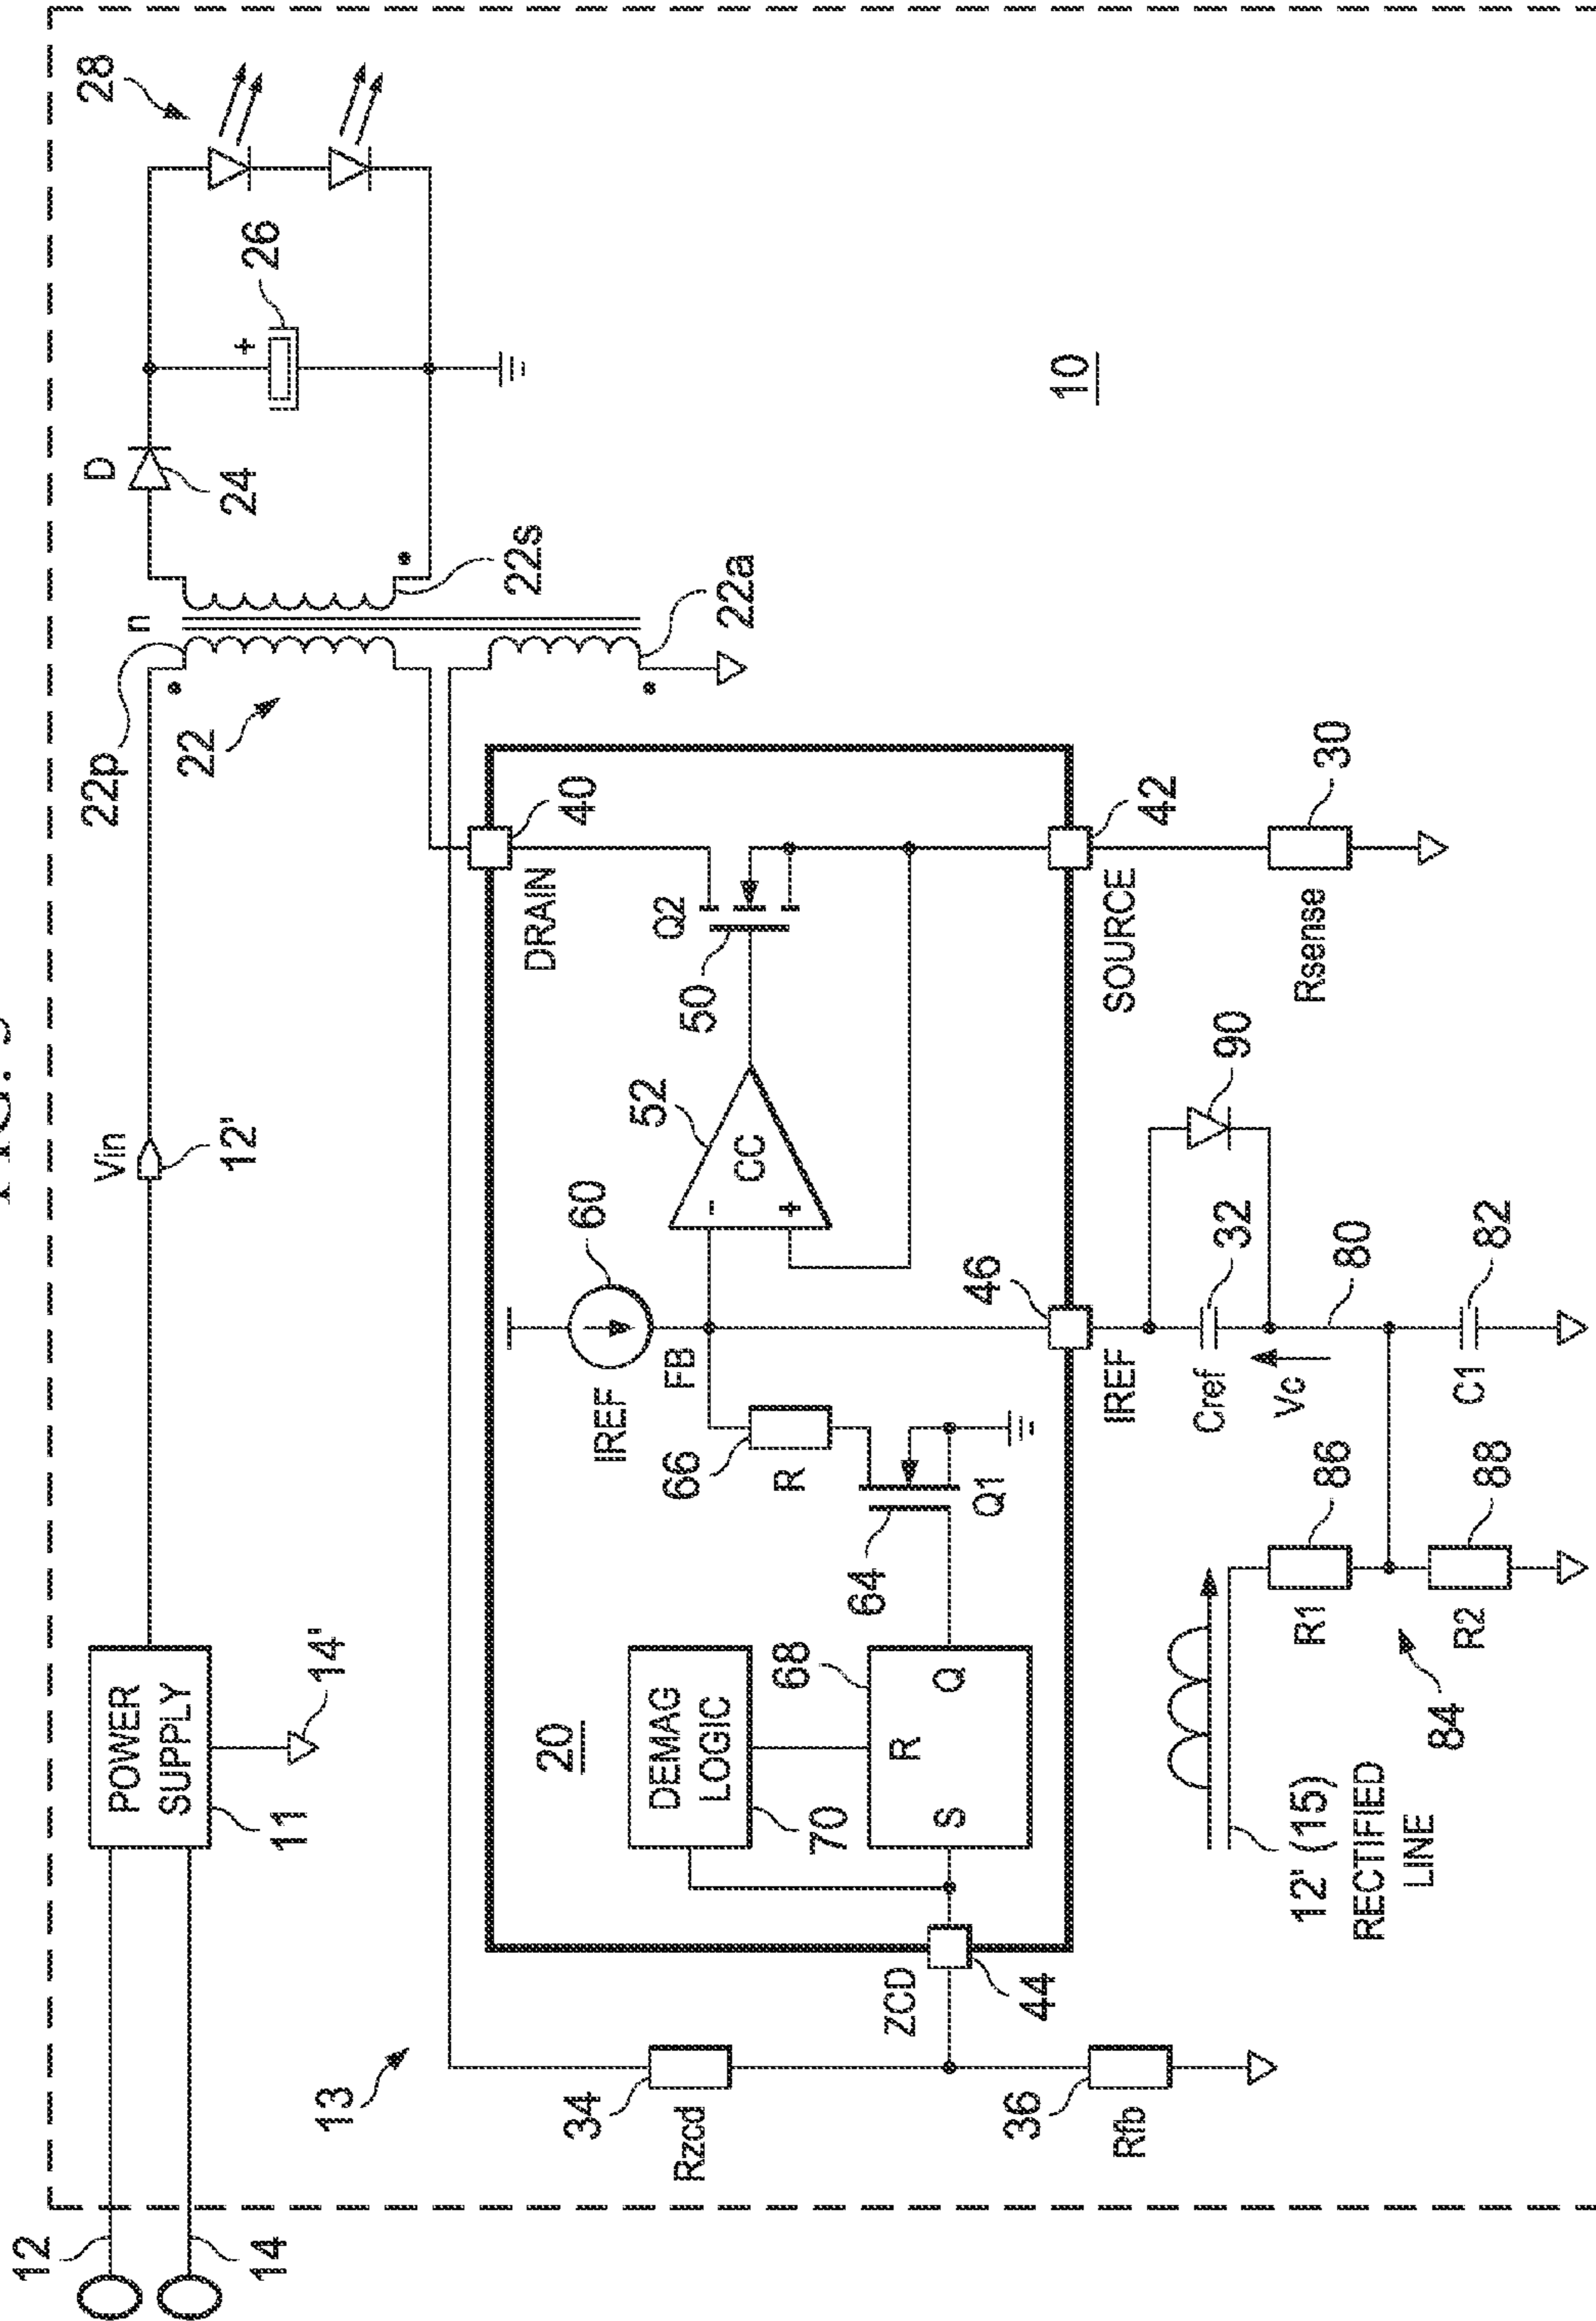 12
14
POWER
SUPPLY
11
14'
Vin
12'
22p
22
n
22s
22a
D
24
+
26
28
13
34
Rzcd
36
Rfb
ZCD
44
20
DEMAG
LOGIC
70
68
R
S
Q
64
Q1
66
R
IREF
60
FB
52
-
CC
+
50
Q2
DRAIN
40
46
IREF
SOURCE
42
30
Rsense
10
12' (15)
RECTIFIED
LINE
84
R1
86
R2
88
Cref
32
Vc
80
C1
82
90